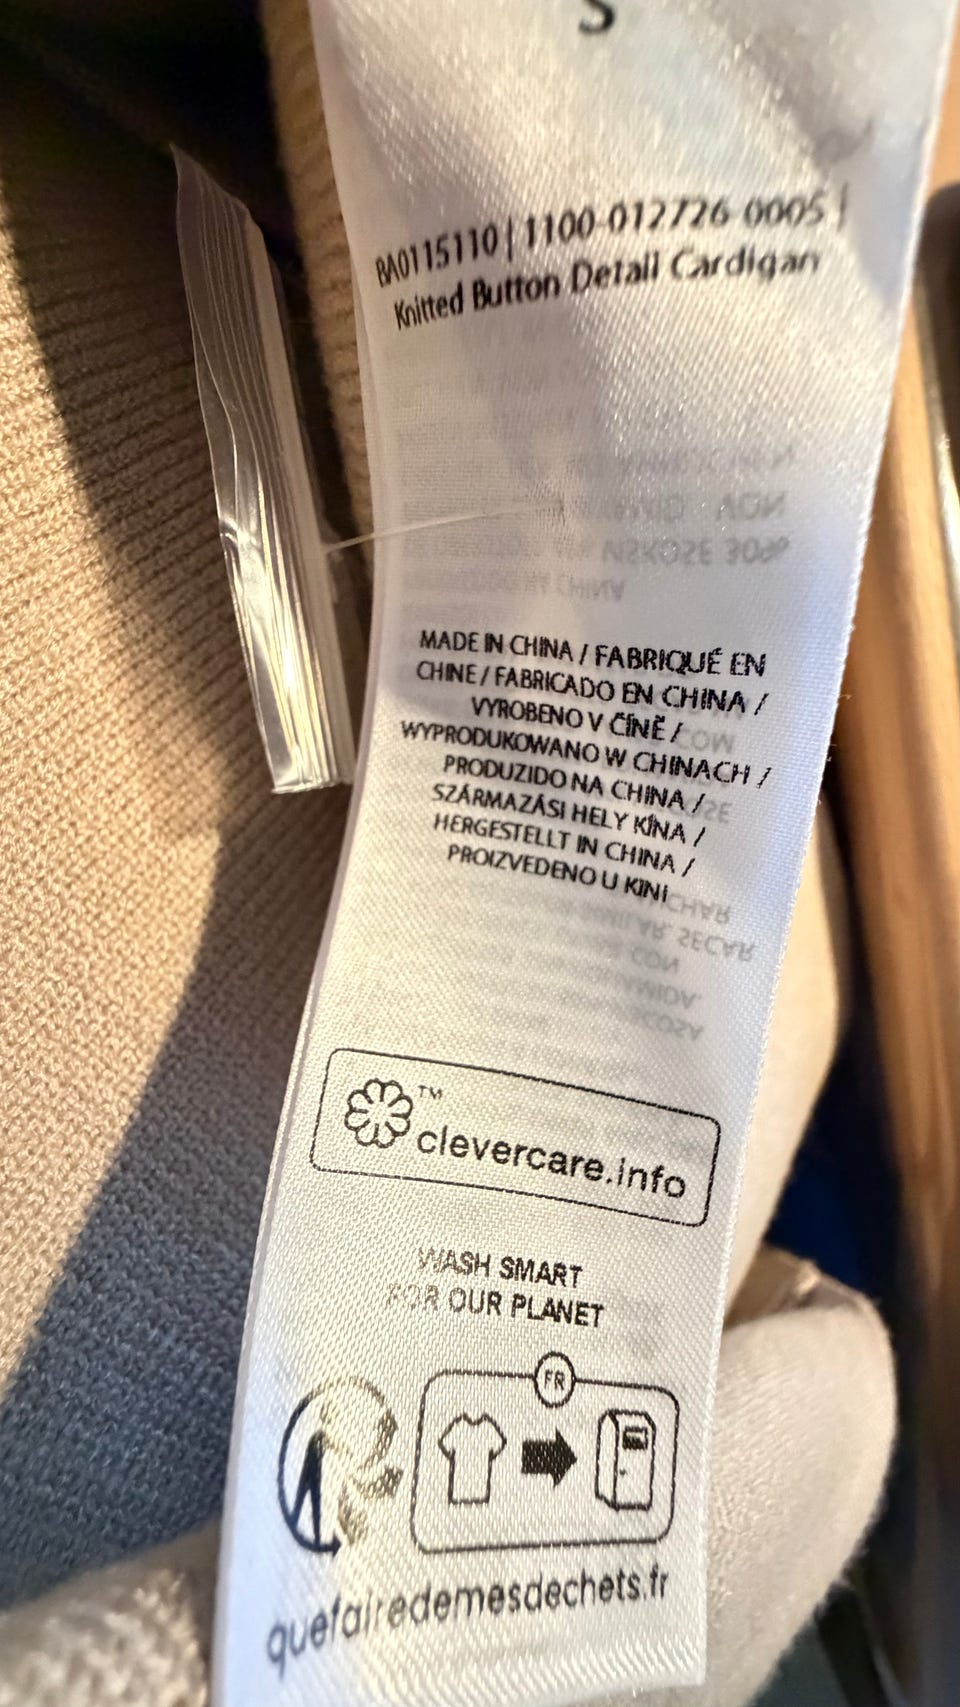 S
BA0115110 | 1100-012726-0005 |
Knitted Button Detail Cardigan
MADE IN CHINA / FABRIQUÉ EN
CHINE / FABRICADO EN CHINA /
VYROBENO V ČÍNĚ /
WYPRODUKOWANO W CHINACH /
PRODUZIDO NA CHINA /
SZÁRMAZÁSI HELY KÍNA /
HERGESTELLT IN CHINA /
PROIZVEDENO U KINI
™
clevercare.info
WASH SMART
FOR OUR PLANET
FR
quefairedemesdechets.fr